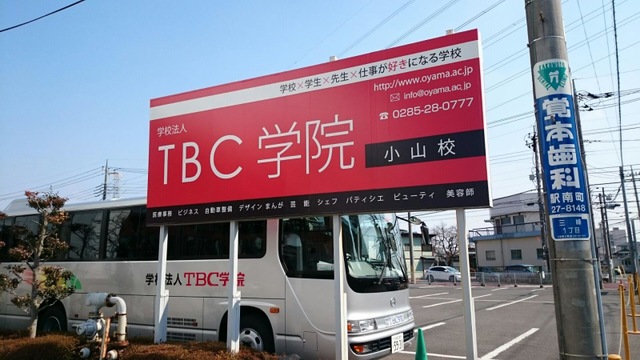 学校×学生×先生×仕事が好きになる学校
http://www.oyama.ac.jp
info@oyama.ac.jp
0285-28-0777
学校法人
TBC学院
小山校
医療事務 ビジネス 自動車整備 デザイン まんが 芸能 シェフ パティシエ ビューティ 美容師
学校法人TBC学院
常本歯科
駅南町
27-8148
1丁目